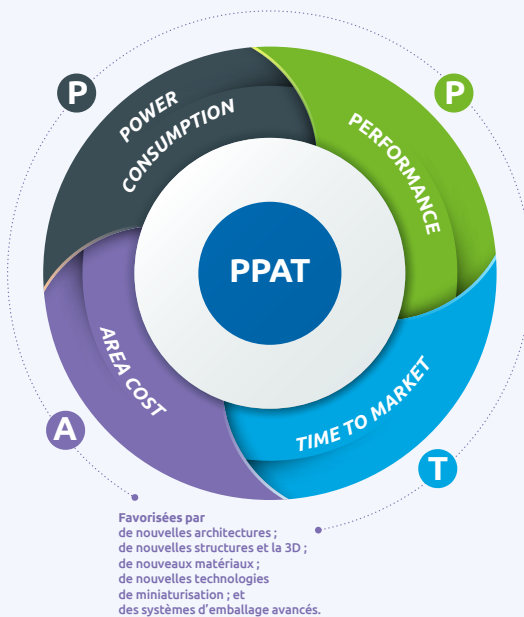 P
POWER
CONSUMPTION
P
PERFORMANCE
PPAT
A
AREA COST
T
TIME TO MARKET
Favorisées par
de nouvelles architectures ;
de nouvelles structures et la 3D ;
de nouveaux matériaux ;
de nouvelles technologies
de miniaturisation ; et
des systèmes d'emballage avancés.